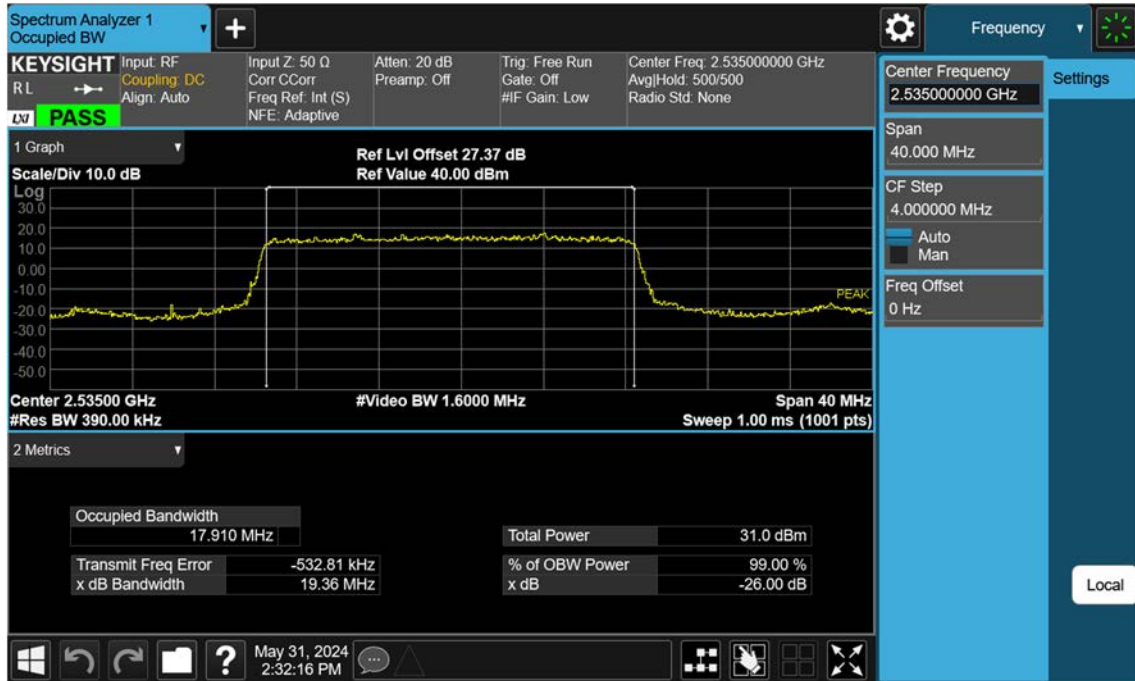 Spectrum Analyzer 1
Occupied BW
Frequency
KEYSIGHT
R L
LXI PASS
Input: RF
Coupling: DC
Align: Auto
Input Z: 50 Ω
Corr CCorr
Freq Ref: Int (S)
NFE: Adaptive
Atten: 20 dB
Preamp: Off
Trig: Free Run
Gate: Off
#IF Gain: Low
Center Freq: 2.535000000 GHz
Avg|Hold: 500/500
Radio Std: None
Center Frequency
2.535000000 GHz
Settings
Span
40.000 MHz
CF Step
4.000000 MHz
Auto
Man
Freq Offset
0 Hz
Local
1 Graph
Scale/Div 10.0 dB
Ref Lvl Offset 27.37 dB
Ref Value 40.00 dBm
Log
30.0
20.0
10.0
0.00
-10.0
-20.0
-30.0
-40.0
-50.0
PEAK
Center 2.53500 GHz
#Video BW 1.6000 MHz
Span 40 MHz
#Res BW 390.00 kHz
Sweep 1.00 ms (1001 pts)
2 Metrics
Occupied Bandwidth
17.910 MHz
Total Power 31.0 dBm
Transmit Freq Error -532.81 kHz
% of OBW Power 99.00 %
x dB Bandwidth 19.36 MHz
x dB -26.00 dB
?
May 31, 2024
2:32:16 PM